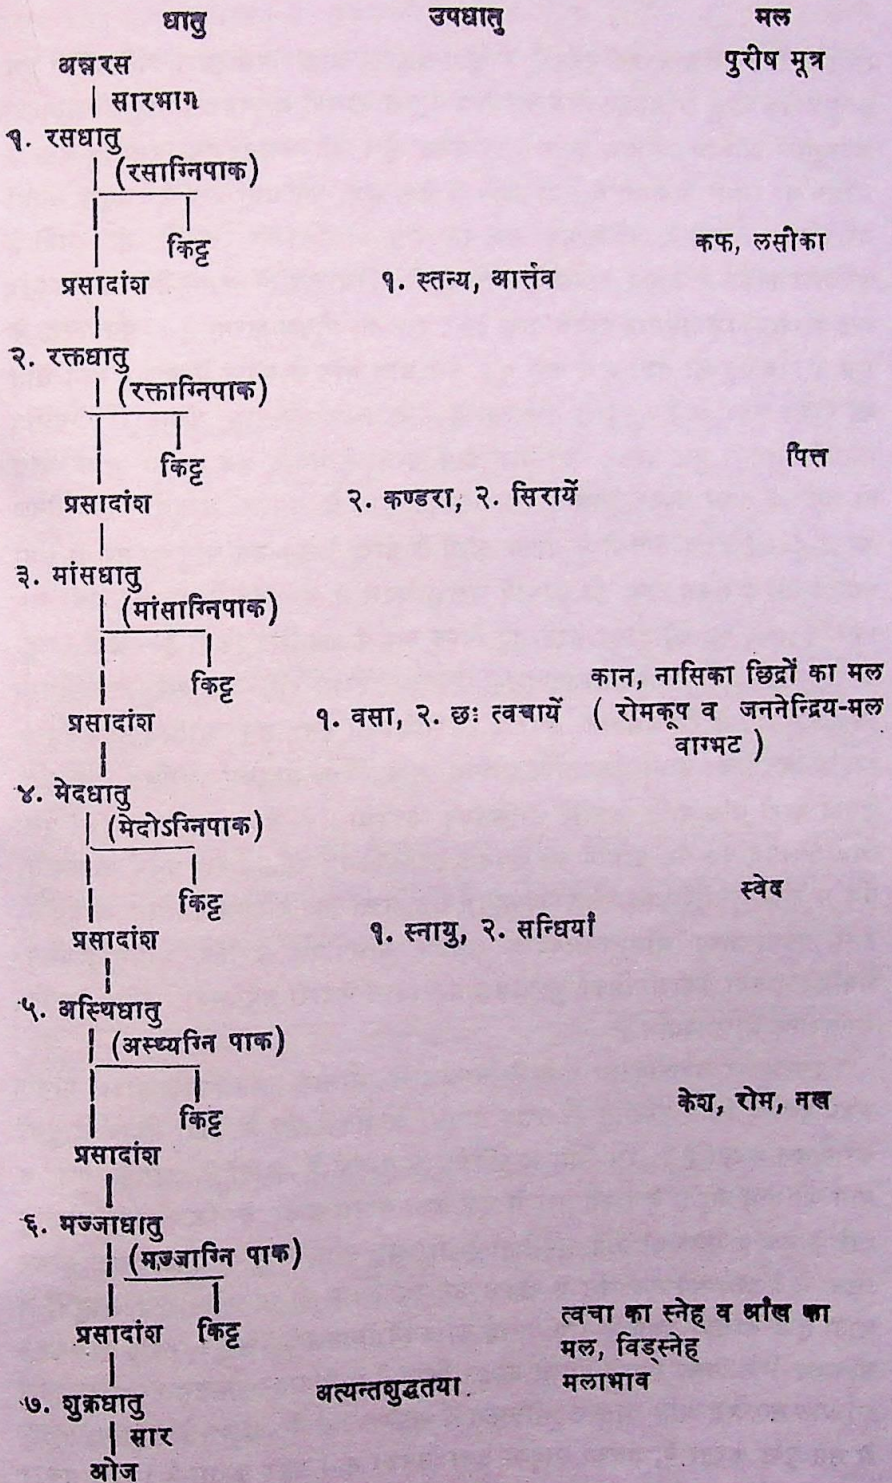 धातु उपधातु मल
अन्नरस पुरीष मूत्र
सारभाग
१. रसधातु
(रसाग्निपाक)
किट्ट कफ, लसीका
प्रसादांश १. स्तन्य, आर्त्तव
२. रक्तधातु
(रक्ताग्निपाक)
किट्ट पित्त
प्रसादांश २. कण्डरा, २. सिरायें
३. मांसधातु
(मांसाग्निपाक)
किट्ट कान, नासिका छिद्रों का मल
प्रसादांश १. वसा, २. छः त्वचायें ( रोमकूप व जननेन्द्रिय-मल
वाग्भट )
४. मेदधातु
(मेदोऽग्निपाक)
किट्ट स्वेद
प्रसादांश १. स्नायु, २. सन्धियाँ
५. अस्थिधातु
(अस्थ्यग्नि पाक)
किट्ट केश, रोम, नख
प्रसादांश
६. मज्जाधातु
(मज्जाग्नि पाक)
प्रसादांश किट्ट त्वचा का स्नेह व आँख का
मल, विड्स्नेह
७. शुक्रधातु अत्यन्तशुद्धतया मलाभाव
सार
ओज